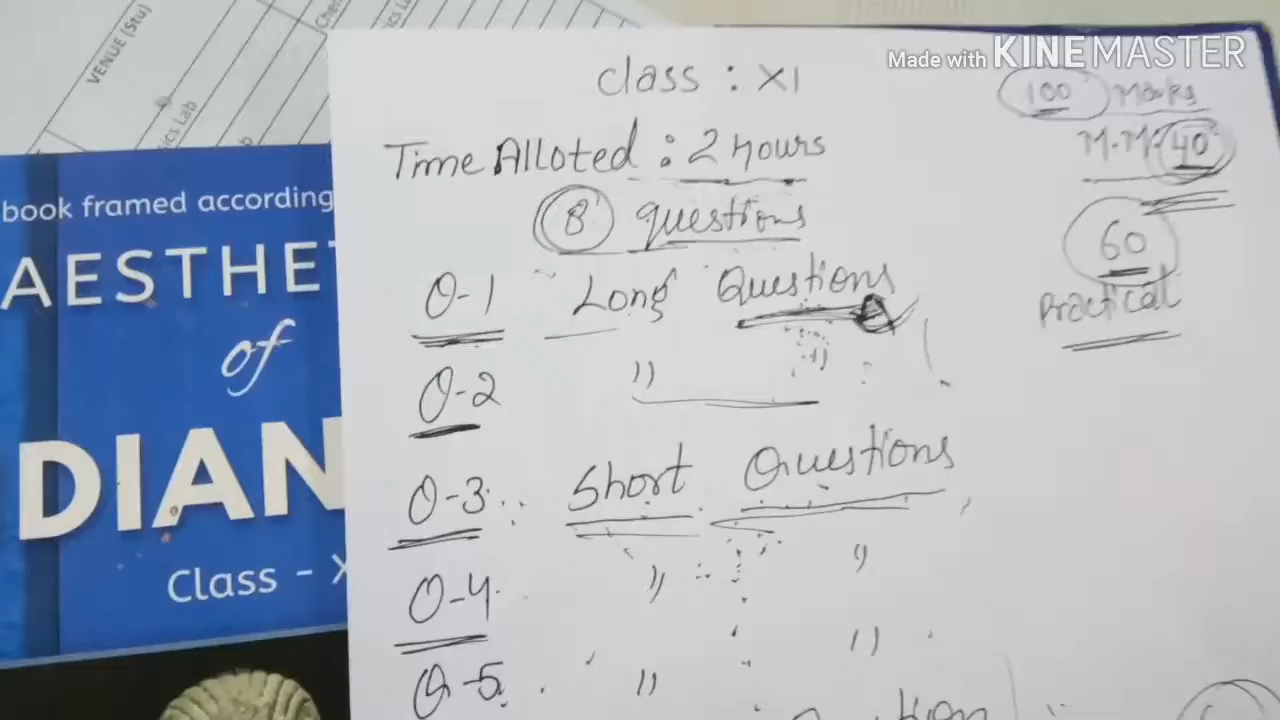 Made with KINEMASTER
VENUE (Stu)
Class : XI
100 Marks
Time Alloted : 2 hours
M.M. 40
8 questions
60
Practical
Q-1 Long Questions
Q-2 " "
Q-3 Short Questions
Q-4 " "
Q-5 " "
book framed according
AESTHE
of
DIAN
Class - X